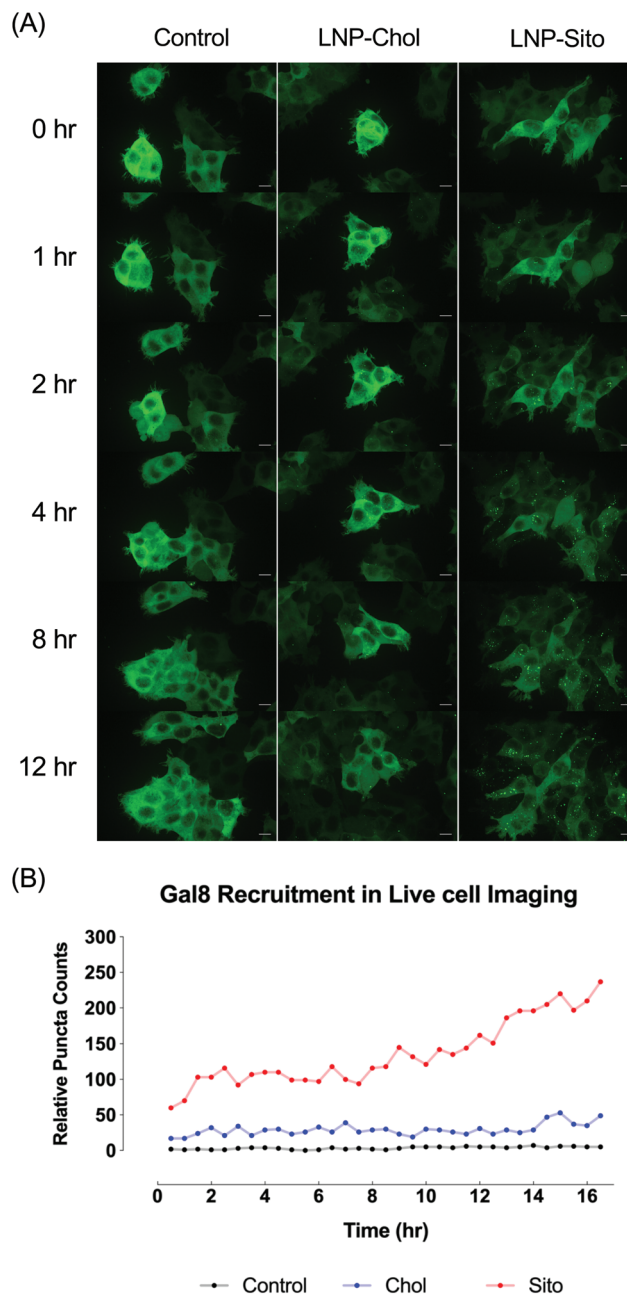 (A)
Control LNP-Chol LNP-Sito
0 hr
1 hr
2 hr
4 hr
8 hr
12 hr
(B)
Gal8 Recruitment in Live cell Imaging
Relative Puncta Counts
300
250
200
150
100
50
0
0 2 4 6 8 10 12 14 16
Time (hr)
Control Chol Sito